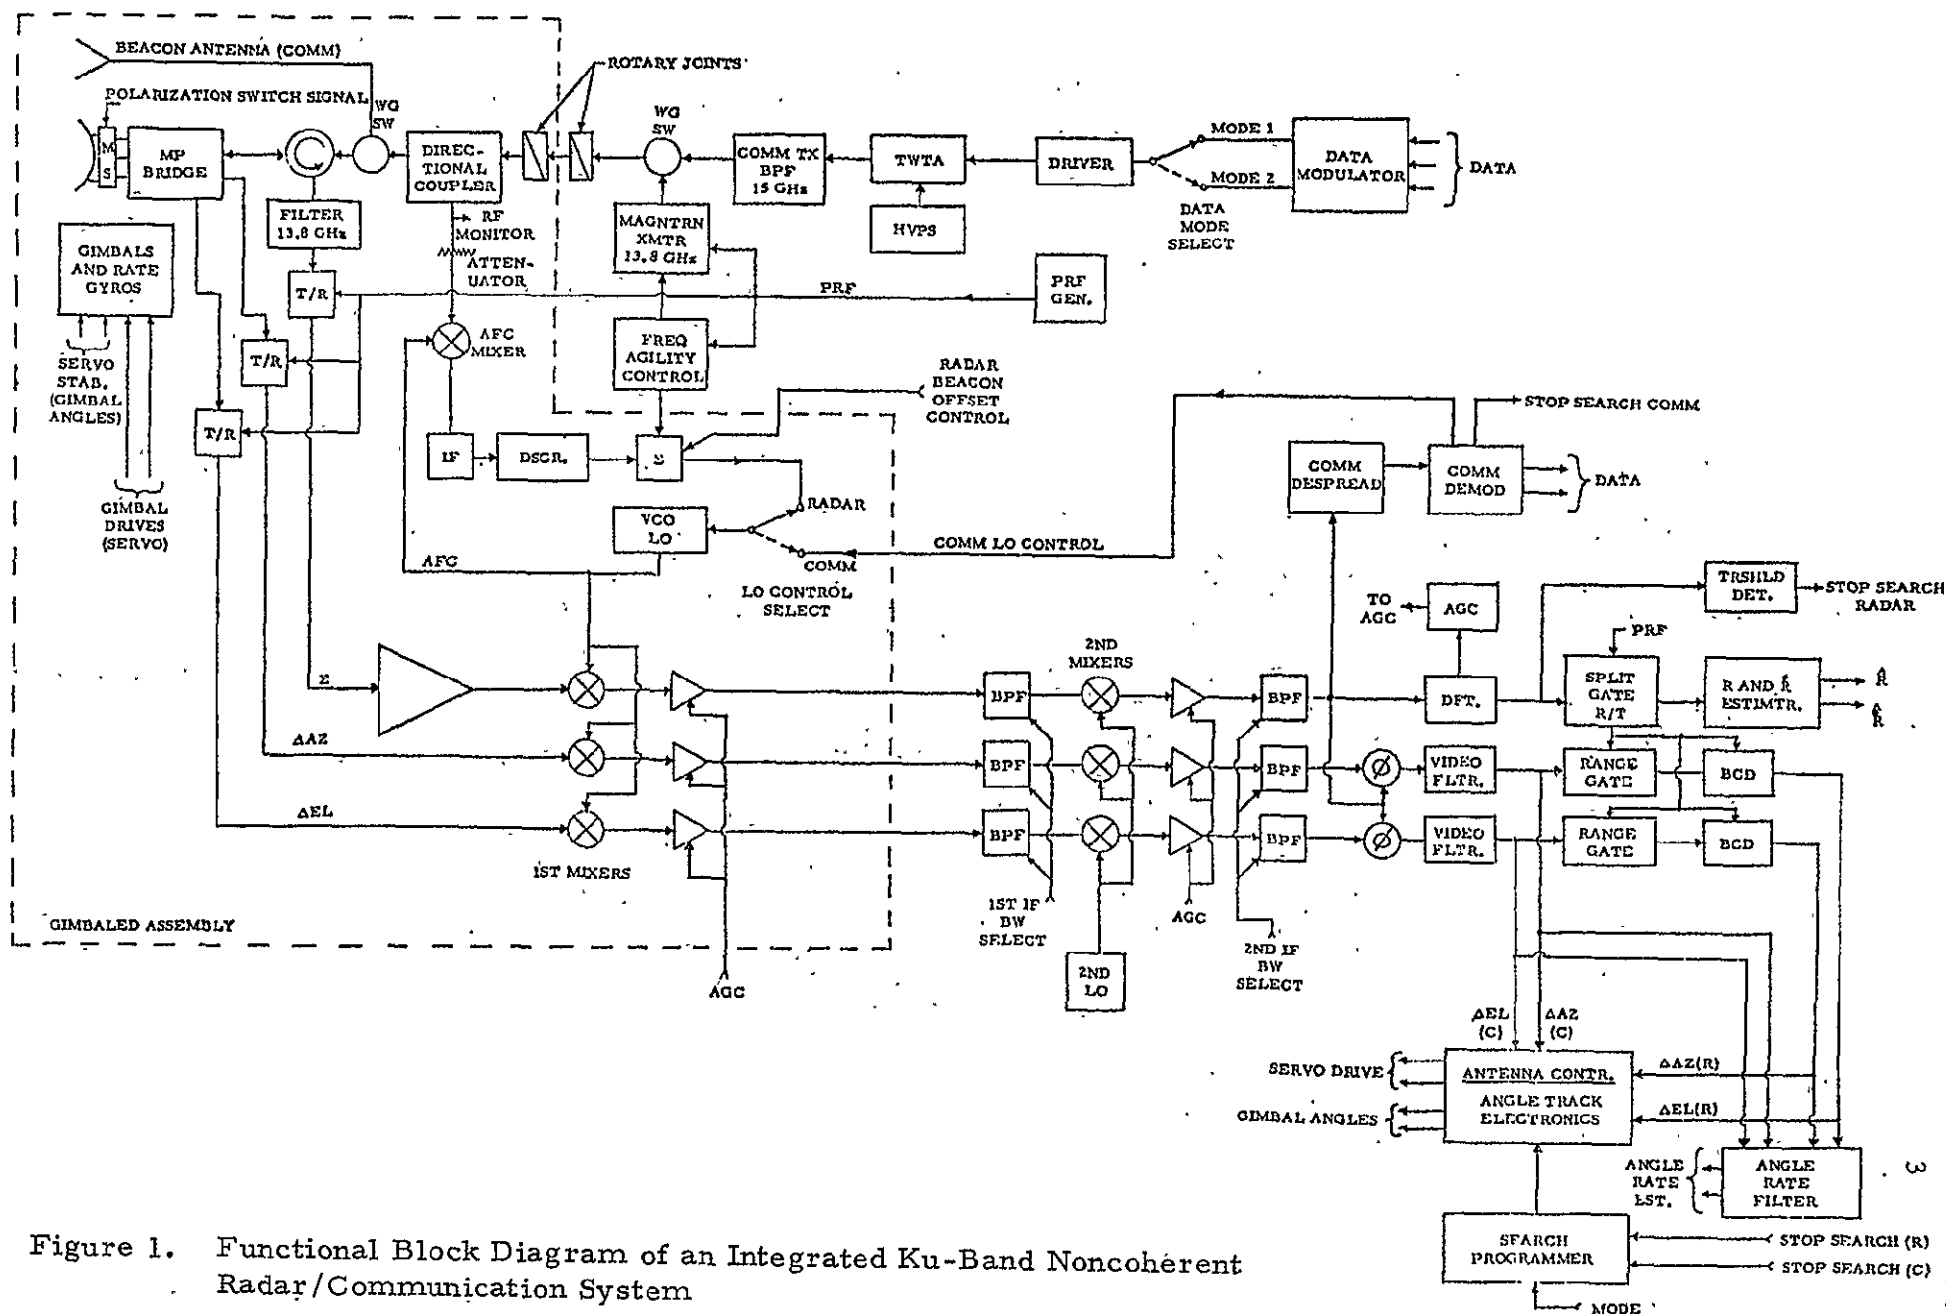 BEACON ANTENNA (COMM)
POLARIZATION SWITCH SIGNAL
WG
SW
M
S
MP
BRIDGE
DIREC-
TIONAL
COUPLER
ROTARY JOINTS
WG
SW
COMM TX
BPF
15 GHz
TWTA
HVPS
DRIVER
MODE 1
MODE 2
DATA
MODE
SELECT
DATA
MODULATOR
DATA
FILTER
13.8 GHz
RF
MONITOR
ATTEN-
UATOR
MAGNTRN
XMTR
13.8 GHz
GIMBALS
AND RATE
GYROS
T/R
PRF
PRF
GEN.
AFC
MIXER
FREQ
AGILITY
CONTROL
T/R
SERVO
STAB.
(GIMBAL
ANGLES)
RADAR
BEACON
OFFSET
CONTROL
T/R
STOP SEARCH COMM
IF
DSCR.
Σ
COMM
DESPREAD
COMM
DEMOD
DATA
GIMBAL
DRIVES
(SERVO)
RADAR
VCO
LO
COMM LO CONTROL
COMM
AFC
LO CONTROL
SELECT
TRSHLD
DET.
STOP SEARCH
RADAR
TO
AGC
AGC
2ND
MIXERS
PRF
Σ
BPF
BPF
DET.
SPLIT
GATE
R/T
R AND Ṙ
ESTIMTR.
R̂
R̂
ΔAZ
BPF
BPF
ø
VIDEO
FLTR.
RANGE
GATE
BCD
ΔEL
BPF
BPF
ø
VIDEO
FLTR.
RANGE
GATE
BCD
1ST MIXERS
GIMBALED ASSEMBLY
1ST IF
BW
SELECT
AGC
2ND IF
BW
SELECT
2ND
LO
AGC
ΔEL
(C)
ΔAZ
(C)
SERVO DRIVE
GIMBAL ANGLES
ANTENNA CONTR.
ANGLE TRACK
ELECTRONICS
ΔAZ(R)
ΔEL(R)
ANGLE
RATE
EST.
ANGLE
RATE
FILTER
3
SEARCH
PROGRAMMER
STOP SEARCH (R)
STOP SEARCH (C)
MODE
Figure 1. Functional Block Diagram of an Integrated Ku-Band Noncoherent
Radar/Communication System